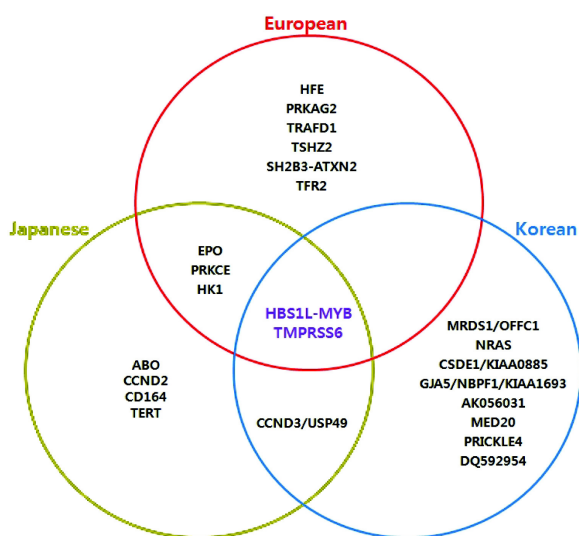 European
HFE
PRKAG2
TRAFD1
TSHZ2
SH2B3-ATXN2
TFR2
Japanese
Korean
EPO
PRKCE
HK1
HBS1L-MYB
TMPRSS6
MRDS1/OFFC1
NRAS
CSDE1/KIAA0885
GJA5/NBPF1/KIAA1693
AK056031
MED20
PRICKLE4
DQ592954
ABO
CCND2
CD164
TERT
CCND3/USP49